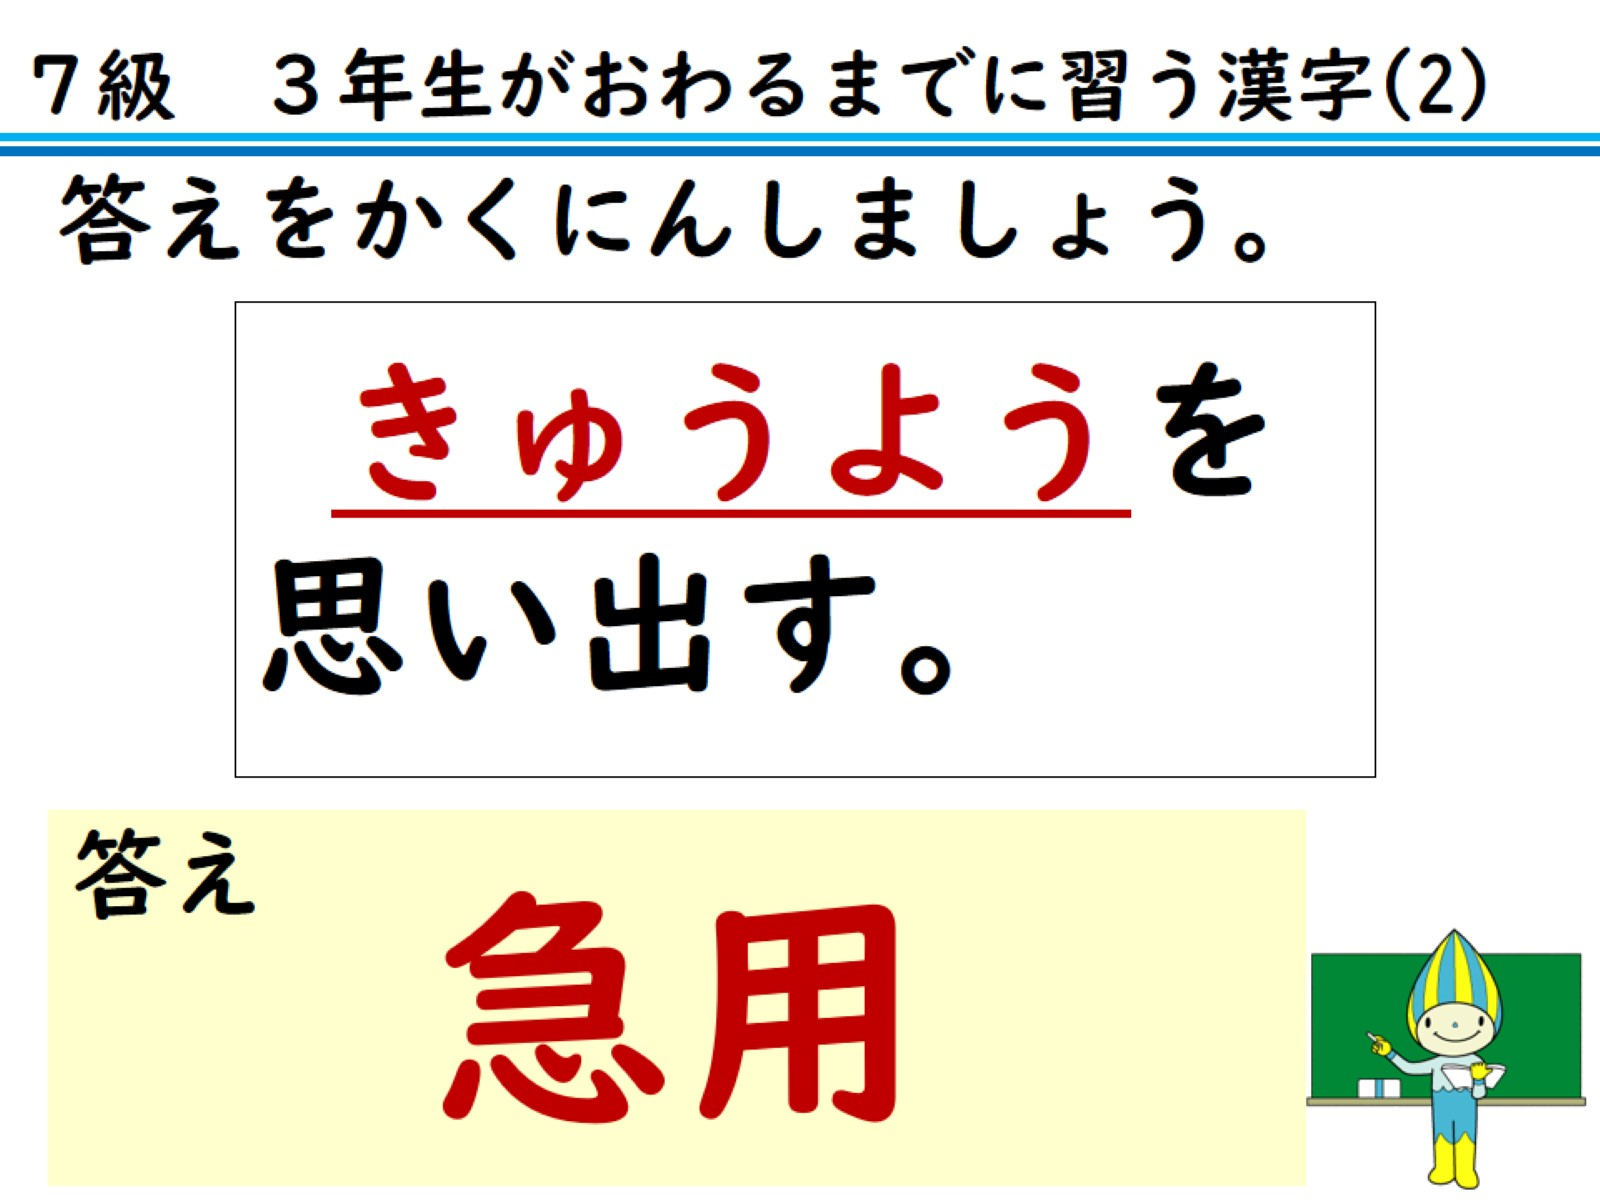 ７級　３年生がおわるまでに習う漢字(2)
答えをかくにんしましょう。
きゅうようを
思い出す。
答え
急用